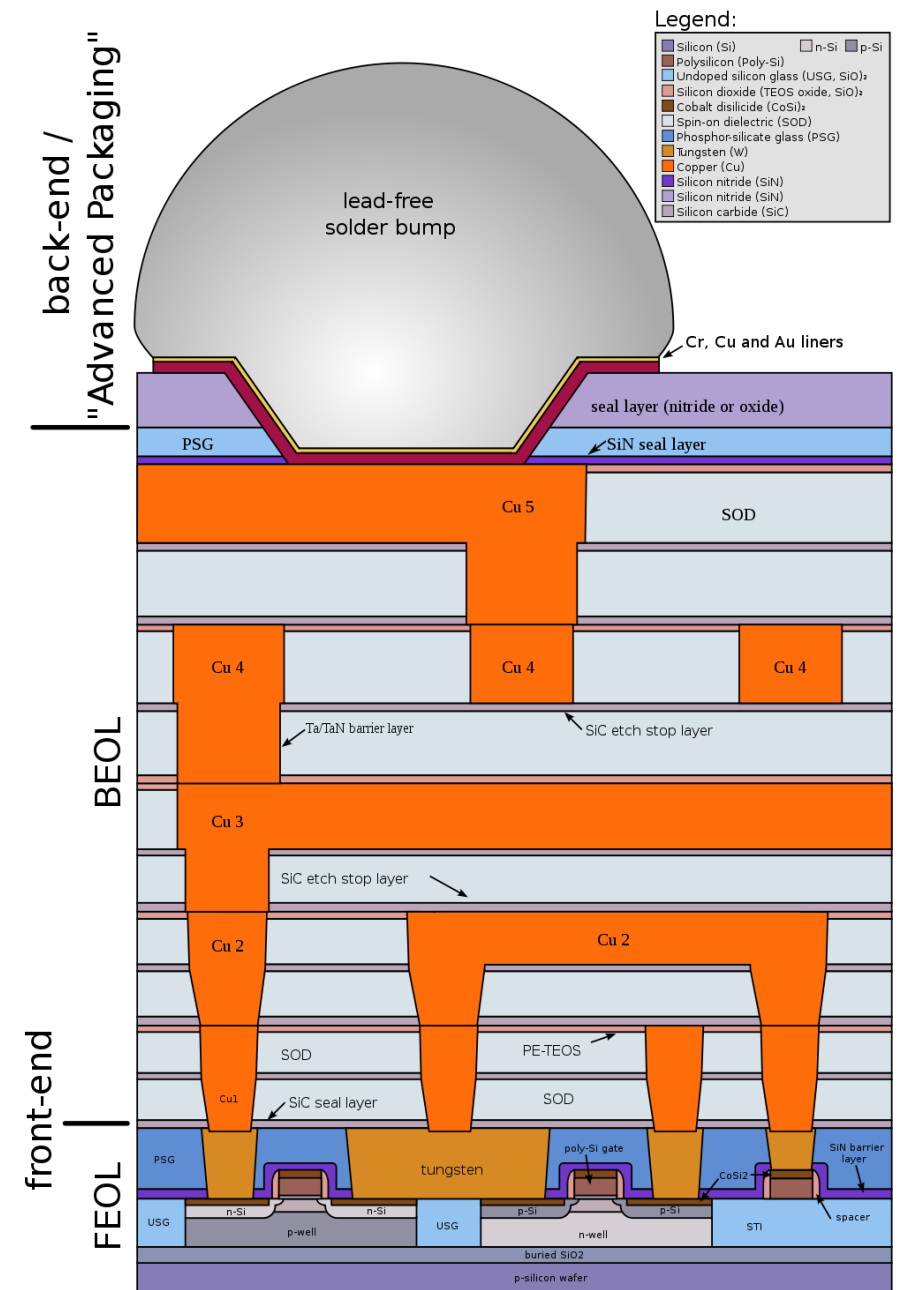 Legend:
Silicon (Si)
n-Si
p-Si
Polysilicon (Poly-Si)
Undoped silicon glass (USG, SiO)₂
Silicon dioxide (TEOS oxide, SiO)₂
Cobalt disilicide (CoSi)₂
Spin-on dielectric (SOD)
Phosphor-silicate glass (PSG)
Tungsten (W)
Copper (Cu)
Silicon nitride (SiN)
Silicon nitride (SiN)
Silicon carbide (SiC)
back-end /
"Advanced Packaging"
lead-free
solder bump
Cr, Cu and Au liners
seal layer (nitride or oxide)
PSG
SiN seal layer
Cu 5
SOD
Cu 4
Cu 4
Cu 4
Ta/TaN barrier layer
SiC etch stop layer
BEOL
Cu 3
SiC etch stop layer
Cu 2
Cu 2
front-end
SOD
PE-TEOS
Cu1
SiC seal layer
SOD
FEOL
PSG
tungsten
poly-Si gate
SiN barrier
layer
CoSi2
spacer
USG
n-Si
n-Si
p-well
USG
p-Si
p-Si
n-well
STI
buried SiO2
p-silicon wafer